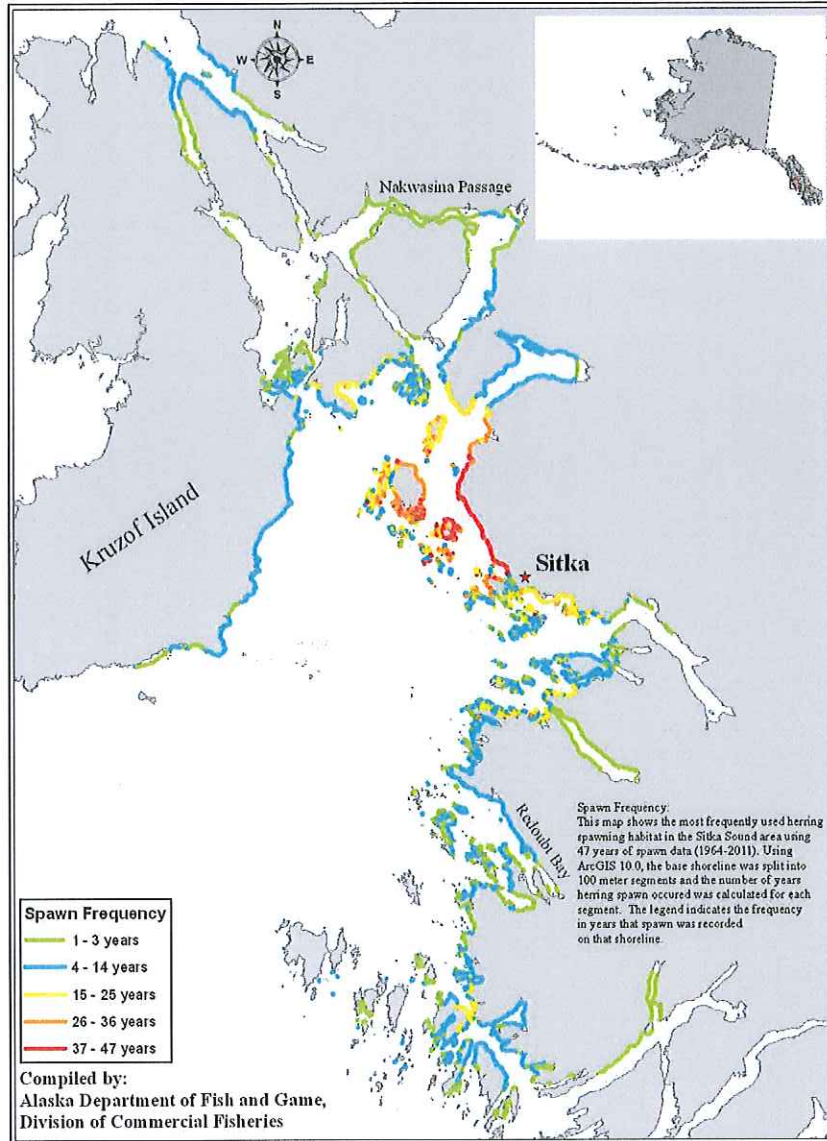 N
W E
S
Nakwasina Passage
Kruzof Island
Sitka
Redoubt Bay
Spawn Frequency:
This map shows the most frequently used herring
spawning habitat in the Sitka Sound area using
47 years of spawn data (1964-2011). Using
ArcGIS 10.0, the base shoreline was split into
100 meter segments and the number of years
herring spawn occured was calculated for each
segment. The legend indicates the frequency
in years that spawn was recorded
on that shoreline.
Spawn Frequency
1 - 3 years
4 - 14 years
15 - 25 years
26 - 36 years
37 - 47 years
Compiled by:
Alaska Department of Fish and Game,
Division of Commercial Fisheries